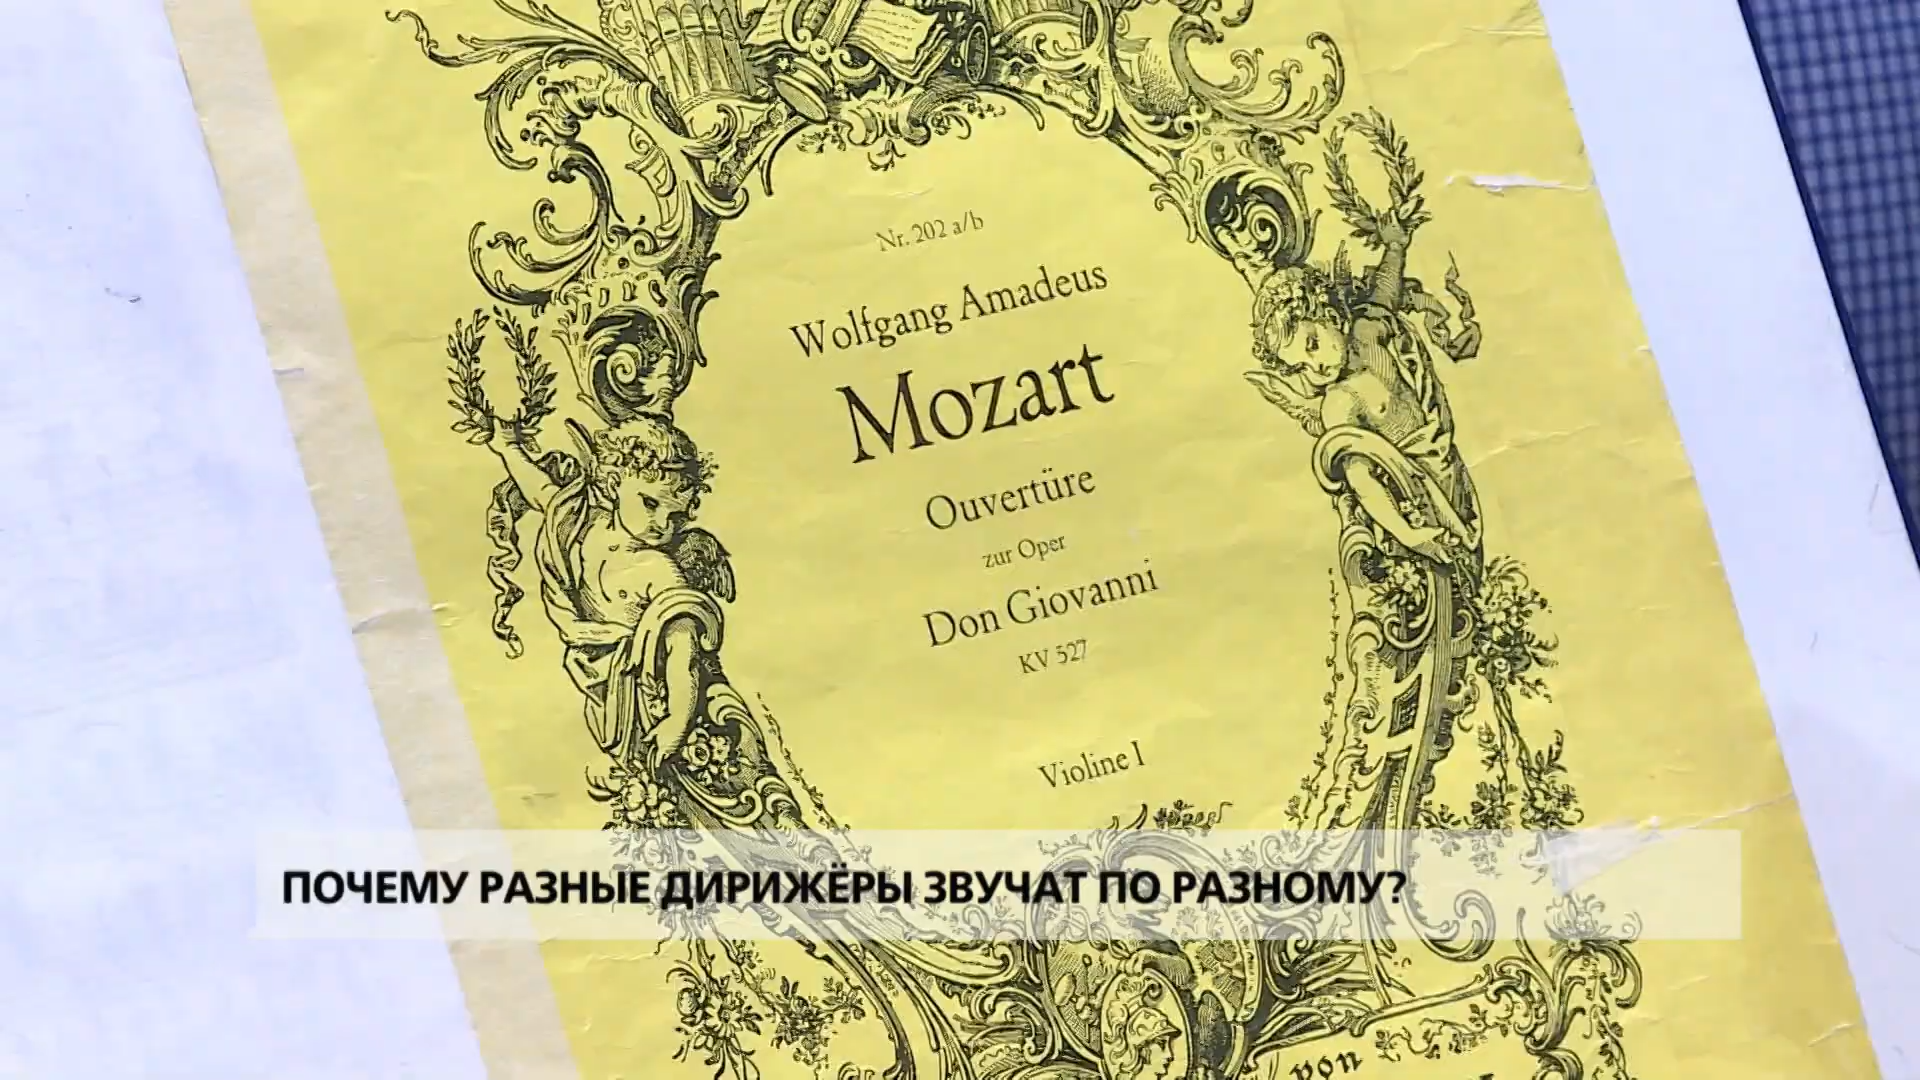 Nr. 202 a/b
Wolfgang Amadeus
Mozart
Ouvertüre
zur Oper
Don Giovanni
KV 527
Violine I
ПОЧЕМУ РАЗНЫЕ ДИРИЖЁРЫ ЗВУЧАТ ПО РАЗНОМУ?
von